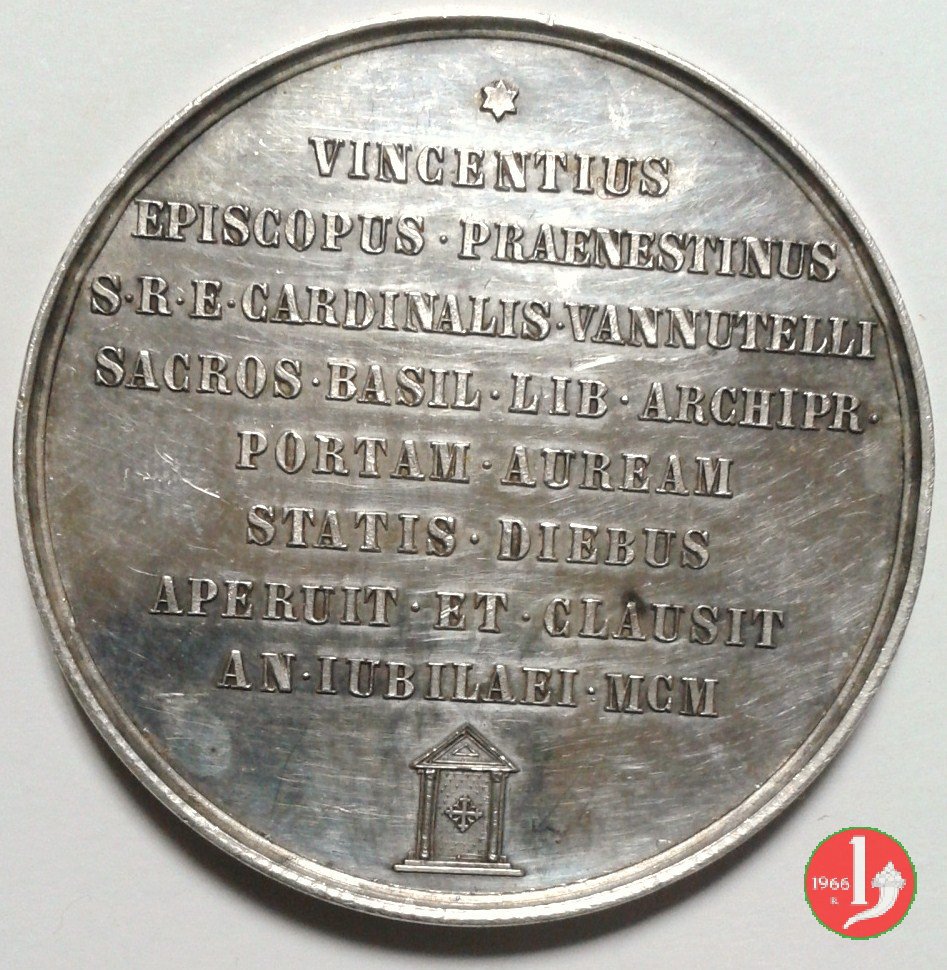 VINCENTIUS
EPISCOPUS · PRAENESTINUS
S·R·E·CARDINALIS·VANNUTELLI
SACROS·BASIL·LIB·ARCHIPR·
PORTAM·AUREAM
STATIS·DIEBUS
APERUIT·ET·CLAUSIT
AN·IUBILAEI·MCM
1966
R.